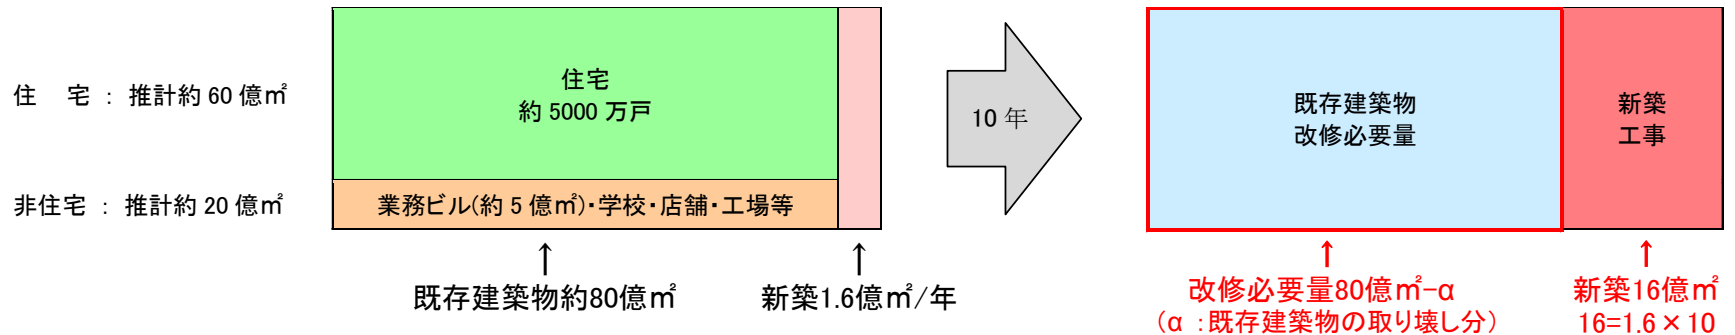 住　宅 ： 推計約 60 億㎡
非住宅 ： 推計約 20 億㎡
住宅
約 5000 万戸
業務ビル(約 5 億㎡)・学校・店舗・工場等
↑
既存建築物約80億㎡
↑
新築1.6億㎡/年
10 年
既存建築物
改修必要量
新築
工事
↑
改修必要量80億㎡-α
（α ：既存建築物の取り壊し分）
↑
新築16億㎡
16=1.6×10